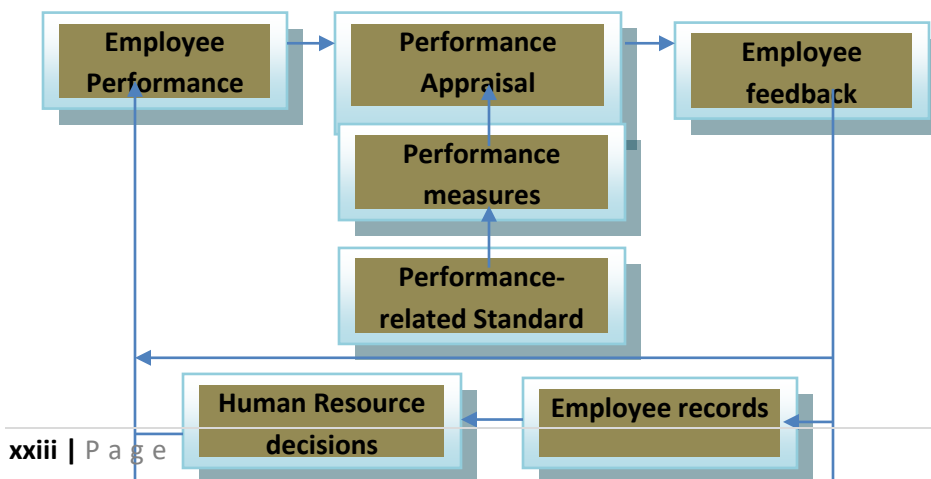 Employee
Performance
Performance
Appraisal
Employee
feedback
Performance
measures
Performance-
related Standard
Human Resource
decisions
Employee records
xxiii | P a g e